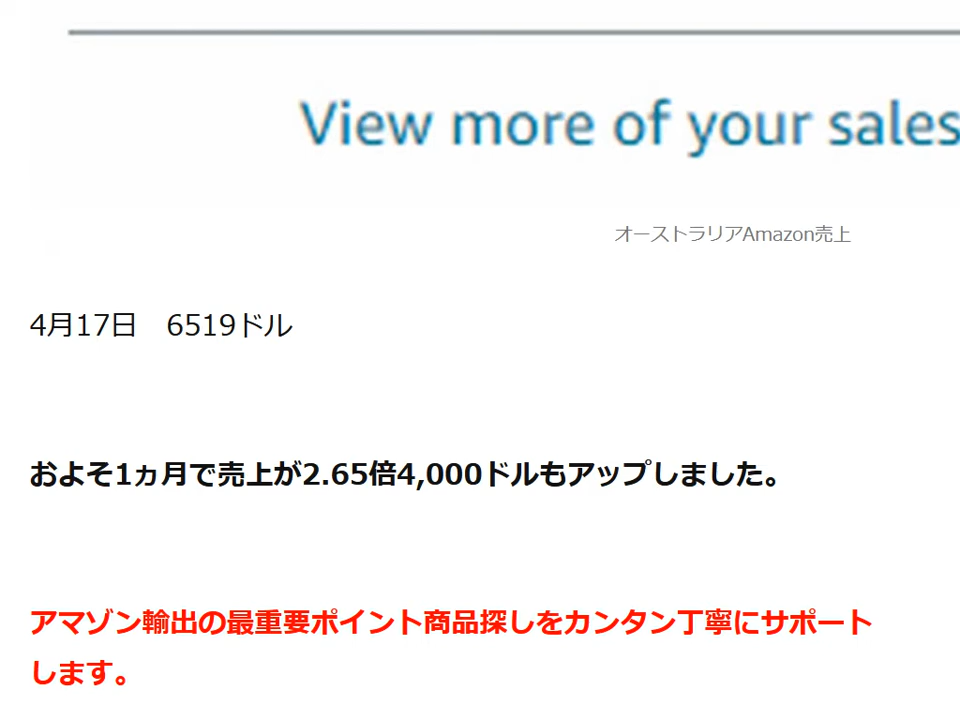 View more of your sales
オーストラリアAmazon売上
4月17日　6519ドル
およそ1ヵ月で売上が2.65倍4,000ドルもアップしました。
アマゾン輸出の最重要ポイント商品探しをカンタン丁寧にサポート
します。